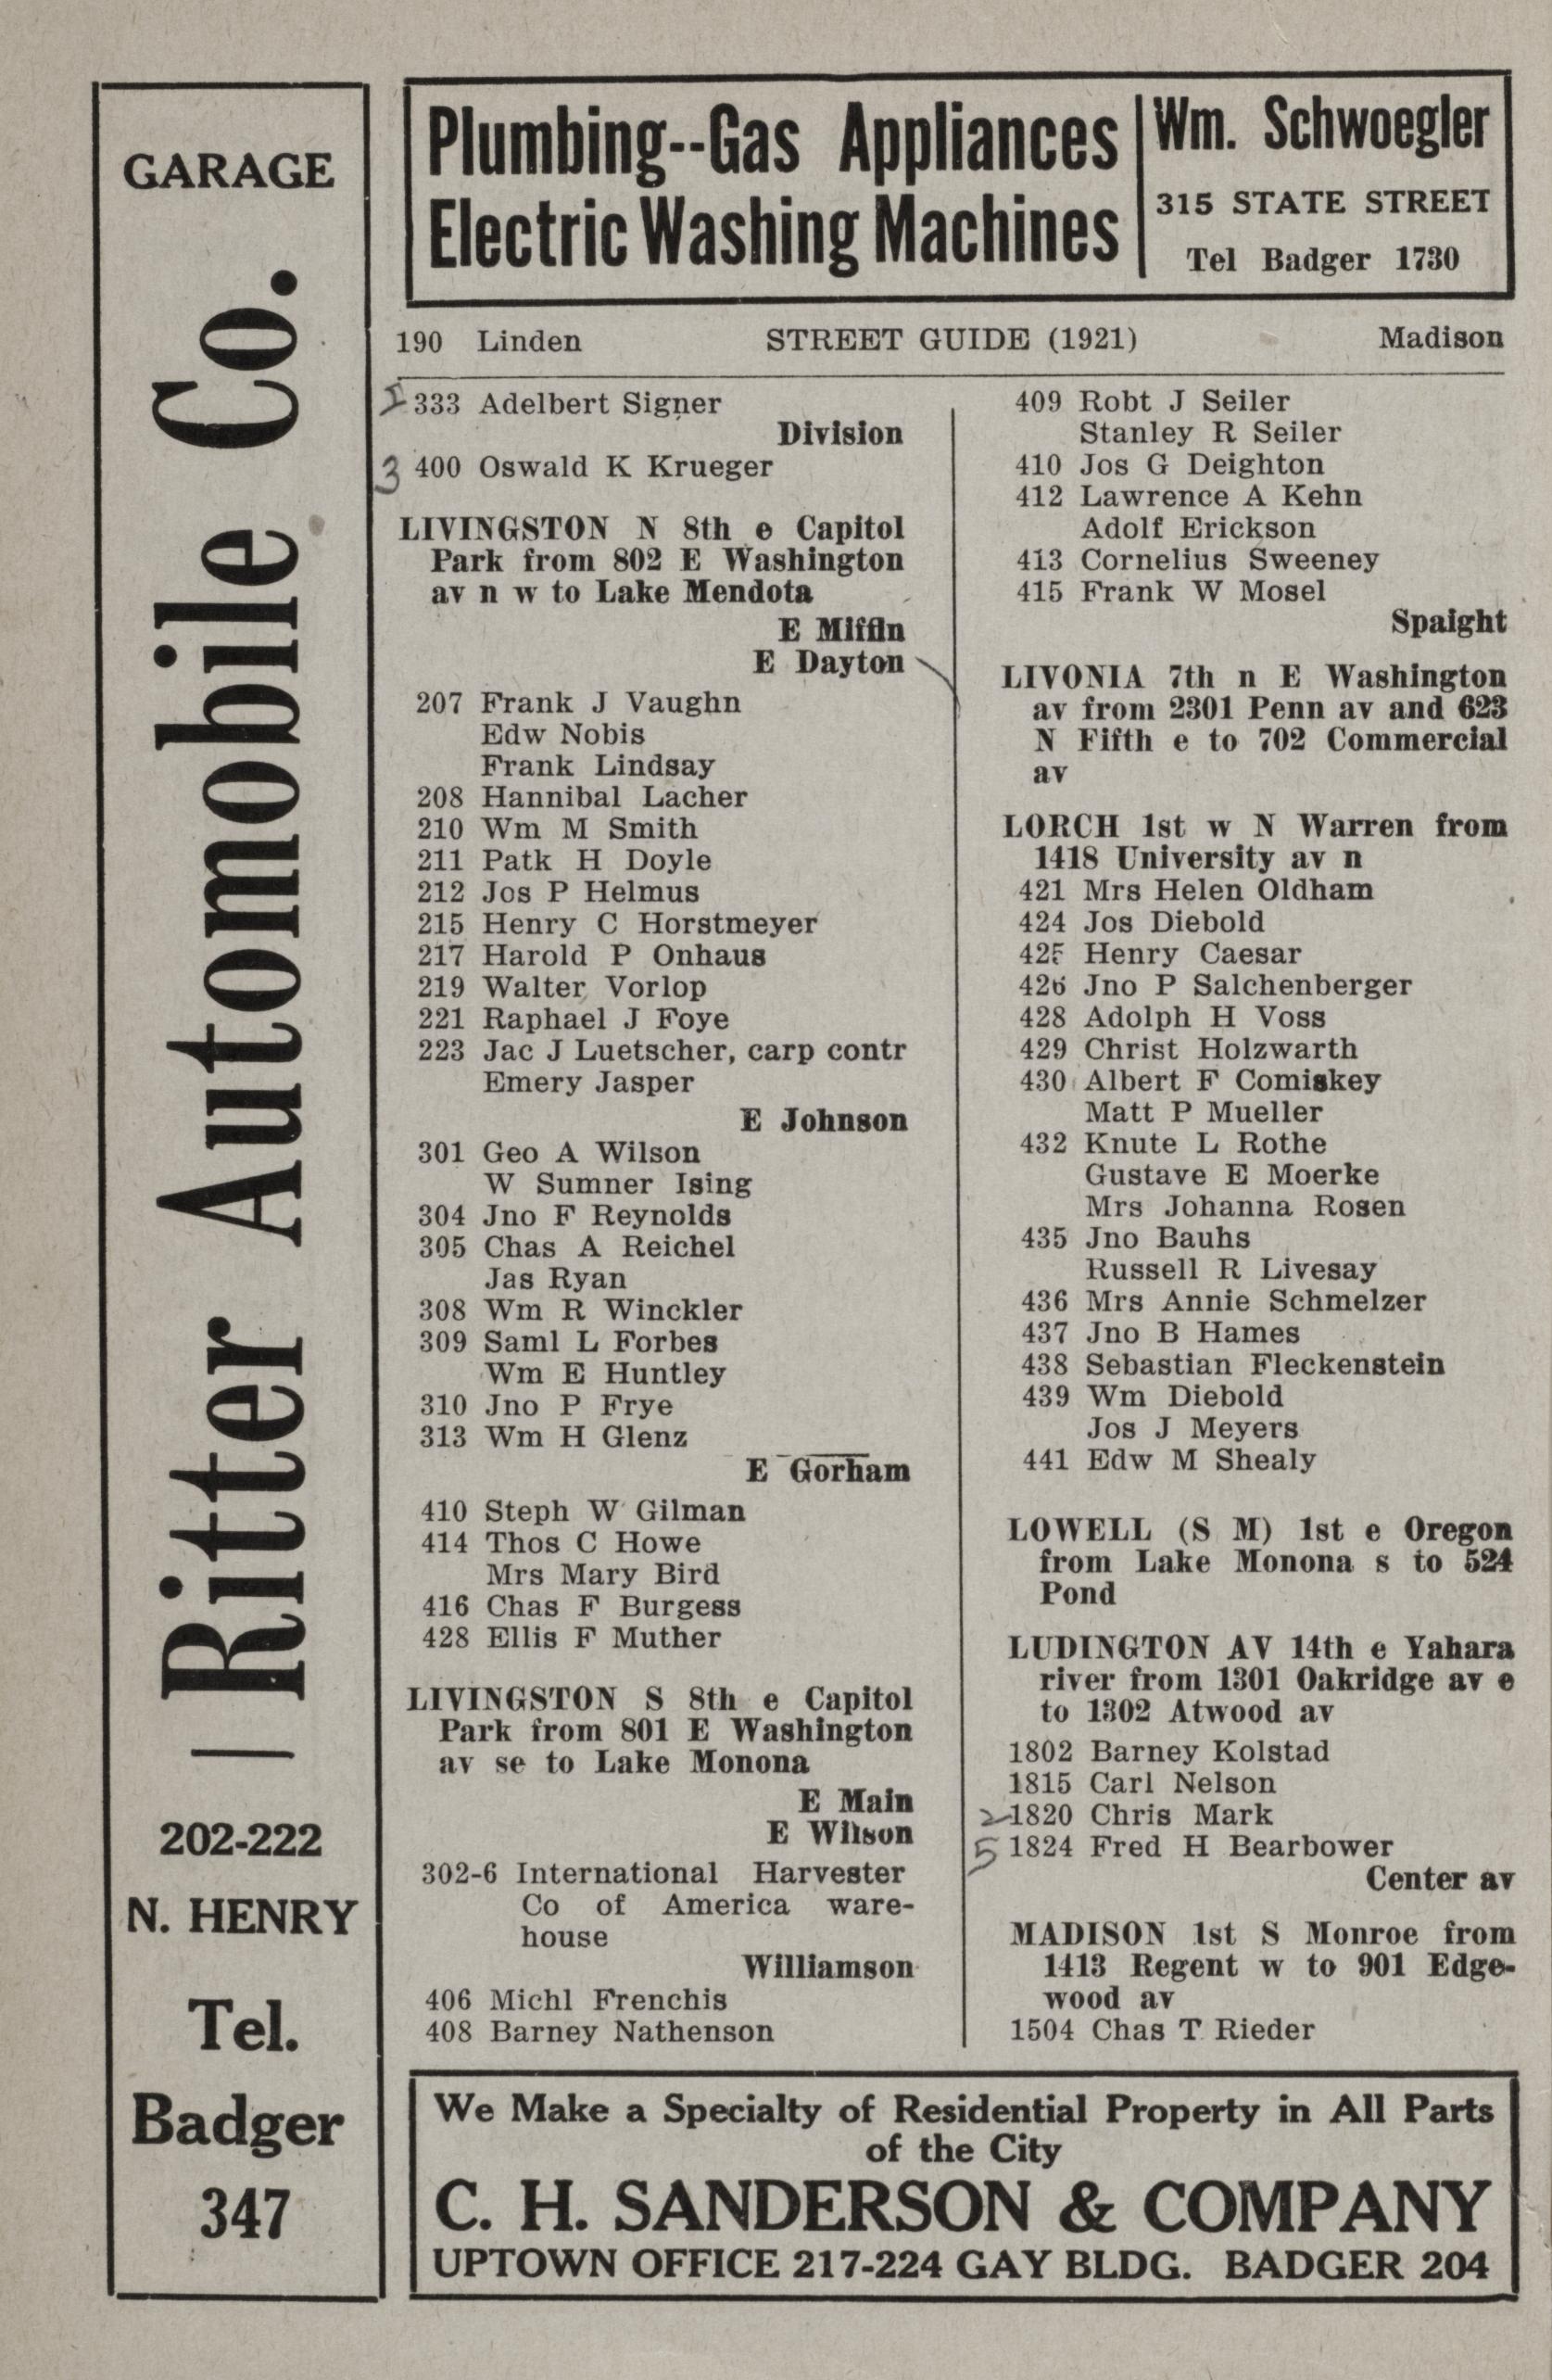 GARAGE
Ritter Automobile Co.
202-222
N. HENRY
Tel.
Badger
347
Plumbing--Gas Appliances
Electric Washing Machines
Wm. Schwoegler
315 STATE STREET
Tel Badger 1730
190 Linden STREET GUIDE (1921) Madison
333 Adelbert Signer
Division
3 400 Oswald K Krueger
LIVINGSTON N 8th e Capitol
Park from 802 E Washington
av n w to Lake Mendota
E Mifflin
E Dayton
207 Frank J Vaughn
Edw Nobis
Frank Lindsay
208 Hannibal Lacher
210 Wm M Smith
211 Patk H Doyle
212 Jos P Helmus
215 Henry C Horstmeyer
217 Harold P Onhaus
219 Walter Vorlop
221 Raphael J Foye
223 Jac J Luetscher, carp contr
Emery Jasper
E Johnson
301 Geo A Wilson
W Sumner Ising
304 Jno F Reynolds
305 Chas A Reichel
Jas Ryan
308 Wm R Winckler
309 Saml L Forbes
Wm E Huntley
310 Jno P Frye
313 Wm H Glenz
E Gorham
410 Steph W Gilman
414 Thos C Howe
Mrs Mary Bird
416 Chas F Burgess
428 Ellis F Muther
LIVINGSTON S 8th e Capitol
Park from 801 E Washington
av se to Lake Monona
E Main
E Wilson
302-6 International Harvester
Co of America ware-
house
Williamson
406 Michl Frenchis
408 Barney Nathenson
409 Robt J Seiler
Stanley R Seiler
410 Jos G Deighton
412 Lawrence A Kehn
Adolf Erickson
413 Cornelius Sweeney
415 Frank W Mosel
Spaight
LIVONIA 7th n E Washington
av from 2301 Penn av and 623
N Fifth e to 702 Commercial
av
LORCH 1st w N Warren from
1418 University av n
421 Mrs Helen Oldham
424 Jos Diebold
425 Henry Caesar
426 Jno P Salchenberger
428 Adolph H Voss
429 Christ Holzwarth
430 Albert F Comiskey
Matt P Mueller
432 Knute L Rothe
Gustave E Moerke
Mrs Johanna Rosen
435 Jno Bauhs
Russell R Livesay
436 Mrs Annie Schmelzer
437 Jno B Hames
438 Sebastian Fleckenstein
439 Wm Diebold
Jos J Meyers
441 Edw M Shealy
LOWELL (S M) 1st e Oregon
from Lake Monona s to 524
Pond
LUDINGTON AV 14th e Yahara
river from 1301 Oakridge av e
to 1302 Atwood av
1802 Barney Kolstad
1815 Carl Nelson
2 1820 Chris Mark
5 1824 Fred H Bearbower
Center av
MADISON 1st S Monroe from
1413 Regent w to 901 Edge-
wood av
1504 Chas T Rieder
We Make a Specialty of Residential Property in All Parts
of the City
C. H. SANDERSON & COMPANY
UPTOWN OFFICE 217-224 GAY BLDG. BADGER 204